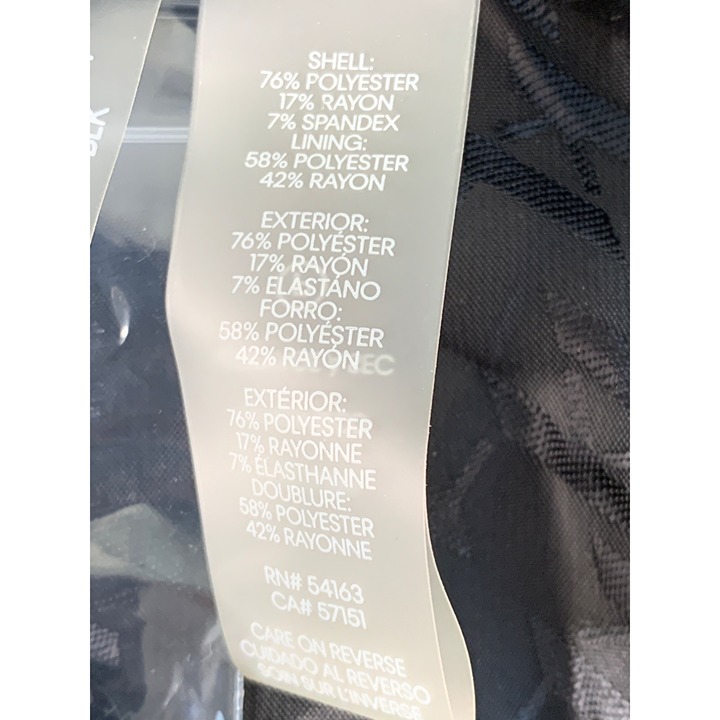 SHELL:
76% POLYESTER
17% RAYON
7% SPANDEX
LINING:
58% POLYESTER
42% RAYON
EXTERIOR:
76% POLYÉSTER
17% RAYÓN
7% ELASTANO
FORRO:
58% POLYÉSTER
42% RAYÓN
EXTÉRIOR:
76% POLYESTER
17% RAYONNE
7% ÉLASTHANNE
DOUBLURE:
58% POLYESTER
42% RAYONNE
RN# 54163
CA# 57151
CARE ON REVERSE
CUIDADO AL REVERSO
SOIN SUR L'INVERSE
BLK